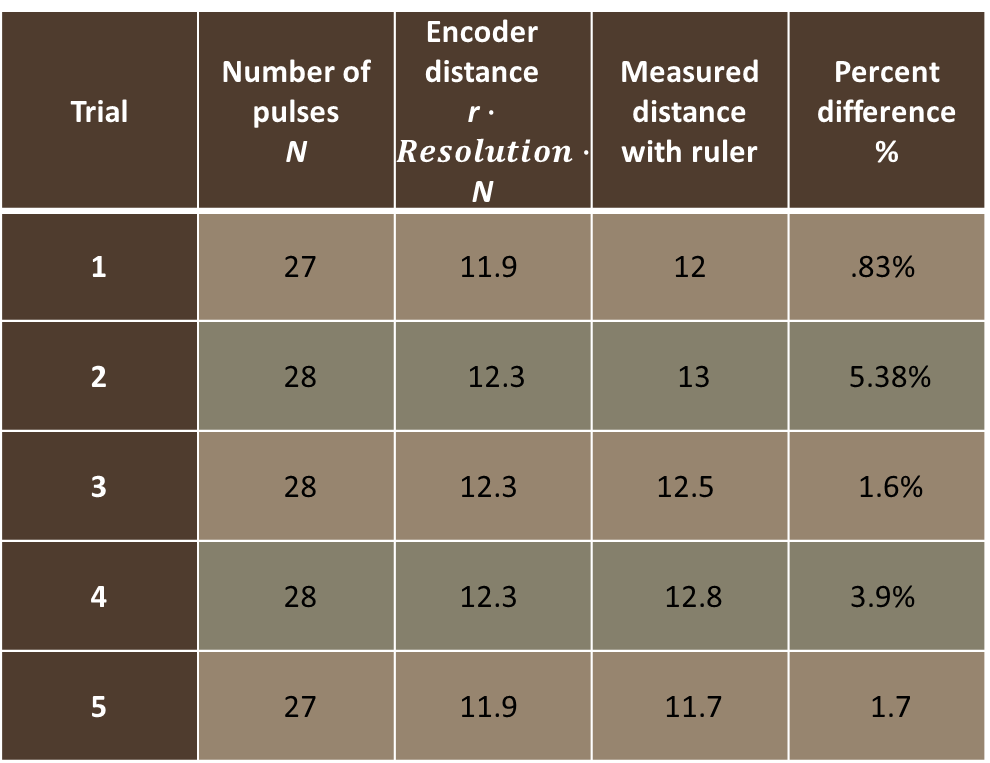 Trial
Number of
pulses
N
Encoder
distance
r ·
Resolution ·
N
Measured
distance
with ruler
Percent
difference
%
1 27 11.9 12 .83%
2 28 12.3 13 5.38%
3 28 12.3 12.5 1.6%
4 28 12.3 12.8 3.9%
5 27 11.9 11.7 1.7